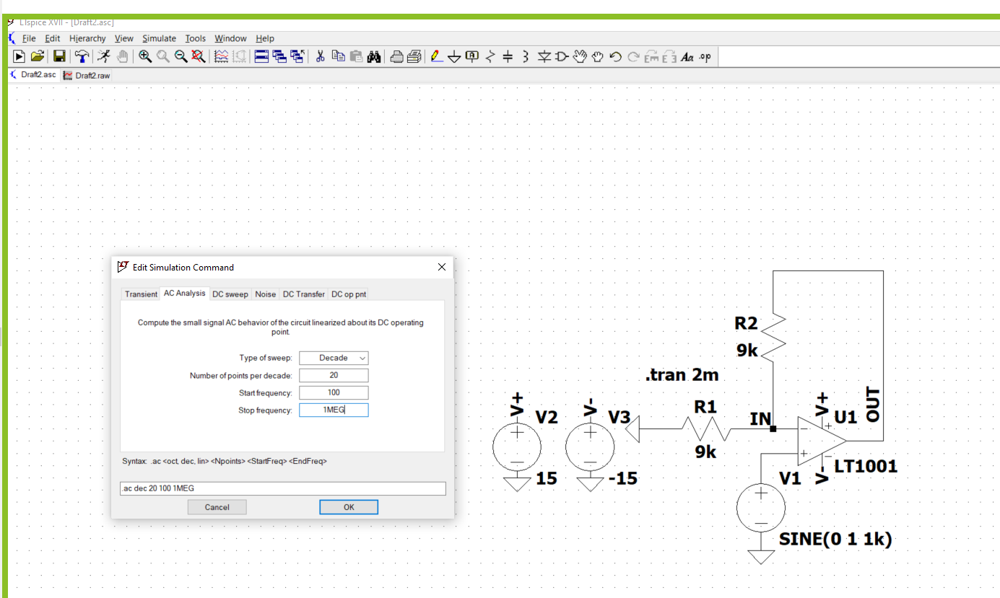 LTspice XVII - [Draft2.asc]
File Edit Hierarchy View Simulate Tools Window Help
Aa .op
Draft2.asc Draft2.raw
Edit Simulation Command
Transient AC Analysis DC sweep Noise DC Transfer DC op pnt
Compute the small signal AC behavior of the circuit linearized about its DC operating
point.
Type of sweep: Decade
Number of points per decade: 20
Start frequency: 100
Stop frequency: 1MEG
Syntax: .ac <oct, dec, lin> <Npoints> <StartFreq> <EndFreq>
.ac dec 20 100 1MEG
Cancel OK
R2
9k
.tran 2m
V+
V2
15
V-
V3
-15
R1
9k
IN
V+
U1
OUT
V-
LT1001
V1
SINE(0 1 1k)